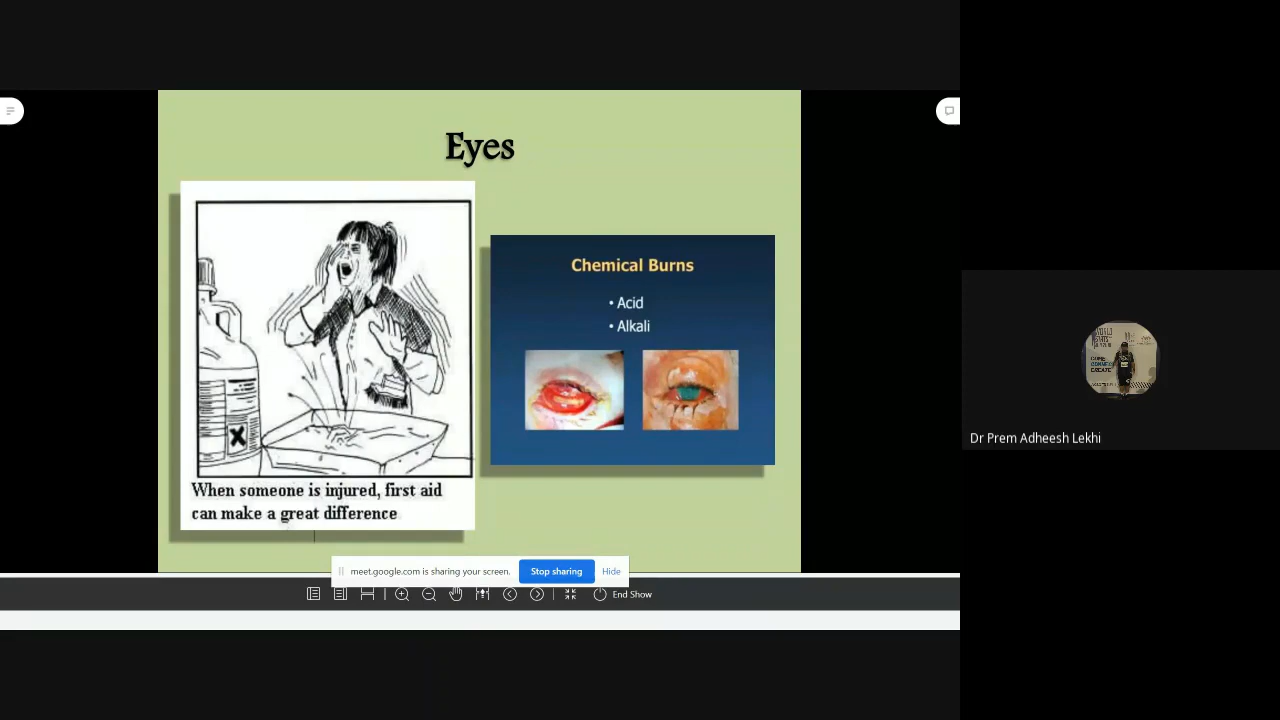 Eyes
Chemical Burns
• Acid
• Alkali
When someone is injured, first aid
can make a great difference
meet.google.com is sharing your screen.
Stop sharing
Hide
End Show
Dr Prem Adheesh Lekhi